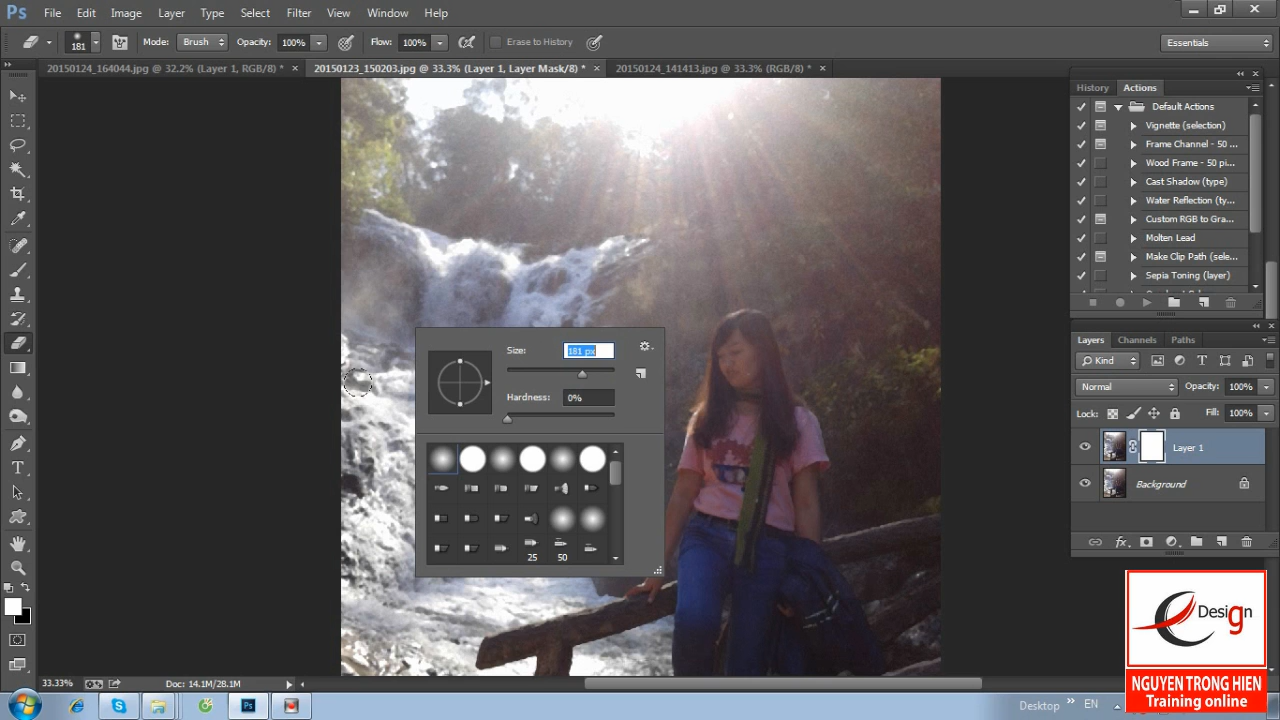 Ps File Edit Image Layer Type Select Filter View Window Help
181 Mode: Brush Opacity: 100% Flow: 100% Erase to History Essentials
20150124_164044.jpg @ 32.2% (Layer 1, RGB/8) * × 20150123_150203.jpg @ 33.3% (Layer 1, Layer Mask/8) * × 20150124_141413.jpg @ 33.3% (RGB/8) * ×
History Actions
Default Actions
Vignette (selection)
Frame Channel - 50 ...
Wood Frame - 50 pi...
Cast Shadow (type)
Water Reflection (ty...
Custom RGB to Gra...
Molten Lead
Make Clip Path (sele...
Sepia Toning (layer)
Size: 181 px
Hardness: 0%
25 50
Layers Channels Paths
Kind
Normal Opacity: 100%
Lock: Fill: 100%
Layer 1
Background
Design
NGUYEN TRONG HIEN
Training online
33.33% Doc: 14.1M/28.1M
Desktop » EN